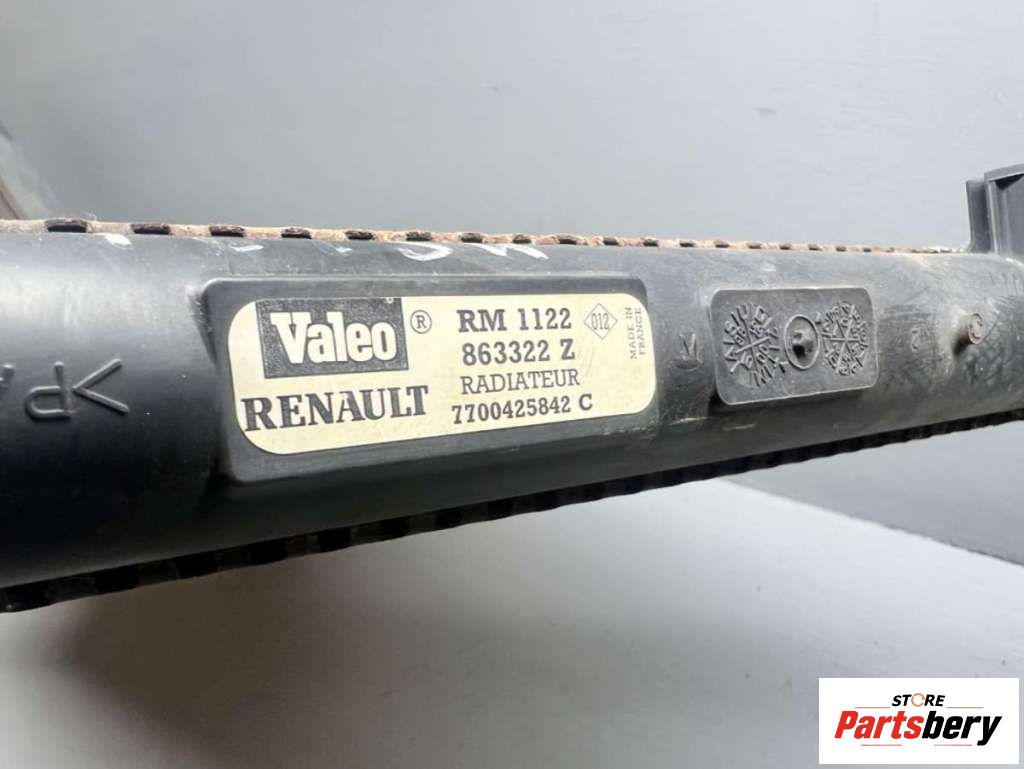 Valeo ®
RM 1122
863322 Z
RADIATEUR
RENAULT
7700425842 C
012
MADE IN
FRANCE
STORE
Partsbery